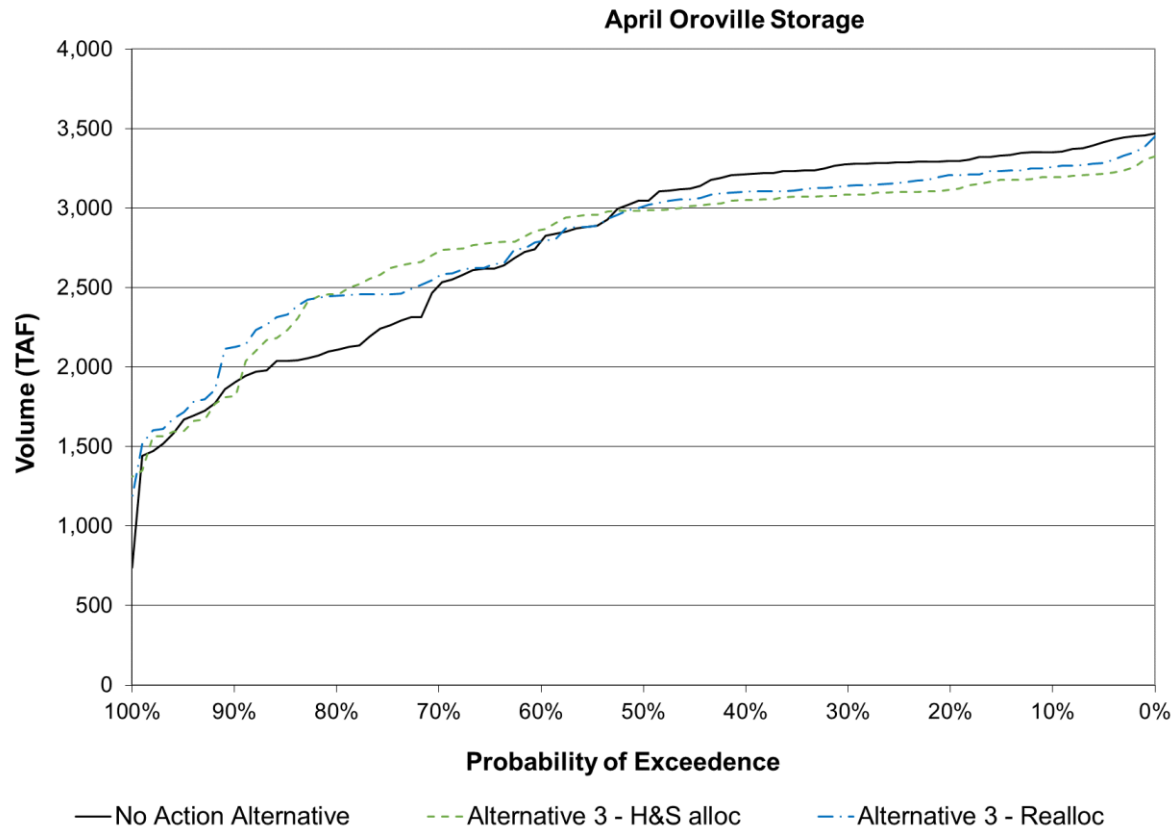 April Oroville Storage
4,000
3,500
3,000
2,500
2,000
1,500
1,000
500
0
Volume (TAF)
100% 90% 80% 70% 60% 50% 40% 30% 20% 10% 0%
Probability of Exceedence
No Action Alternative Alternative 3 - H&S alloc Alternative 3 - Realloc